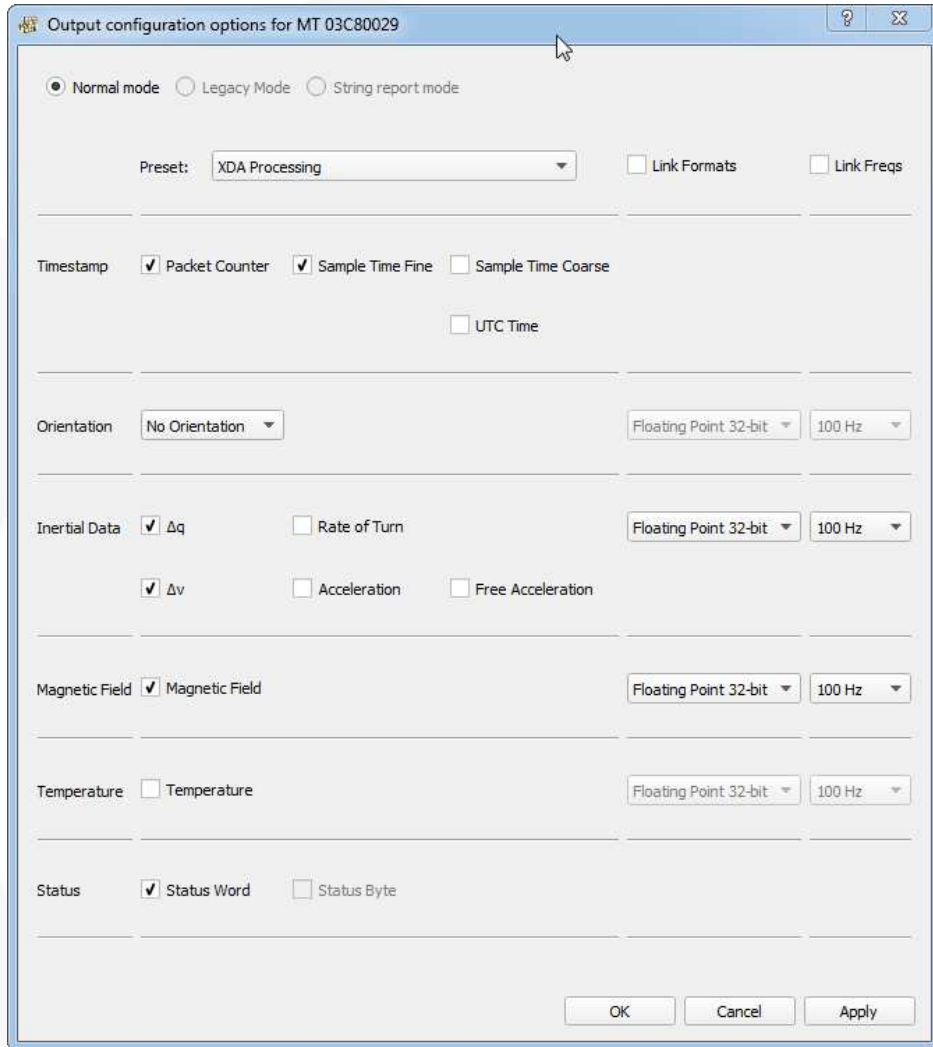 Output configuration options for MT 03C80029
Normal mode Legacy Mode String report mode
Preset: XDA Processing Link Formats Link Freqs
Timestamp Packet Counter Sample Time Fine Sample Time Coarse
UTC Time
Orientation No Orientation Floating Point 32-bit 100 Hz
Inertial Data Δq Rate of Turn Floating Point 32-bit 100 Hz
Δv Acceleration Free Acceleration
Magnetic Field Magnetic Field Floating Point 32-bit 100 Hz
Temperature Temperature Floating Point 32-bit 100 Hz
Status Status Word Status Byte
OK Cancel Apply